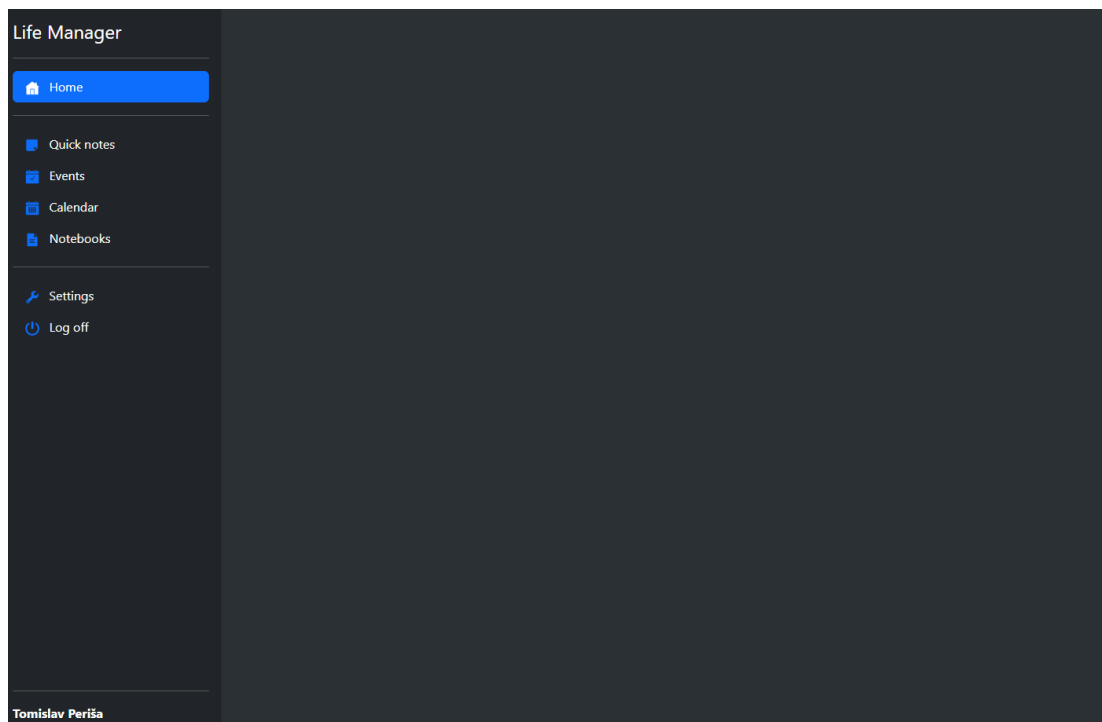 Life Manager
Home
Quick notes
Events
Calendar
Notebooks
Settings
Log off
Tomislav Periša